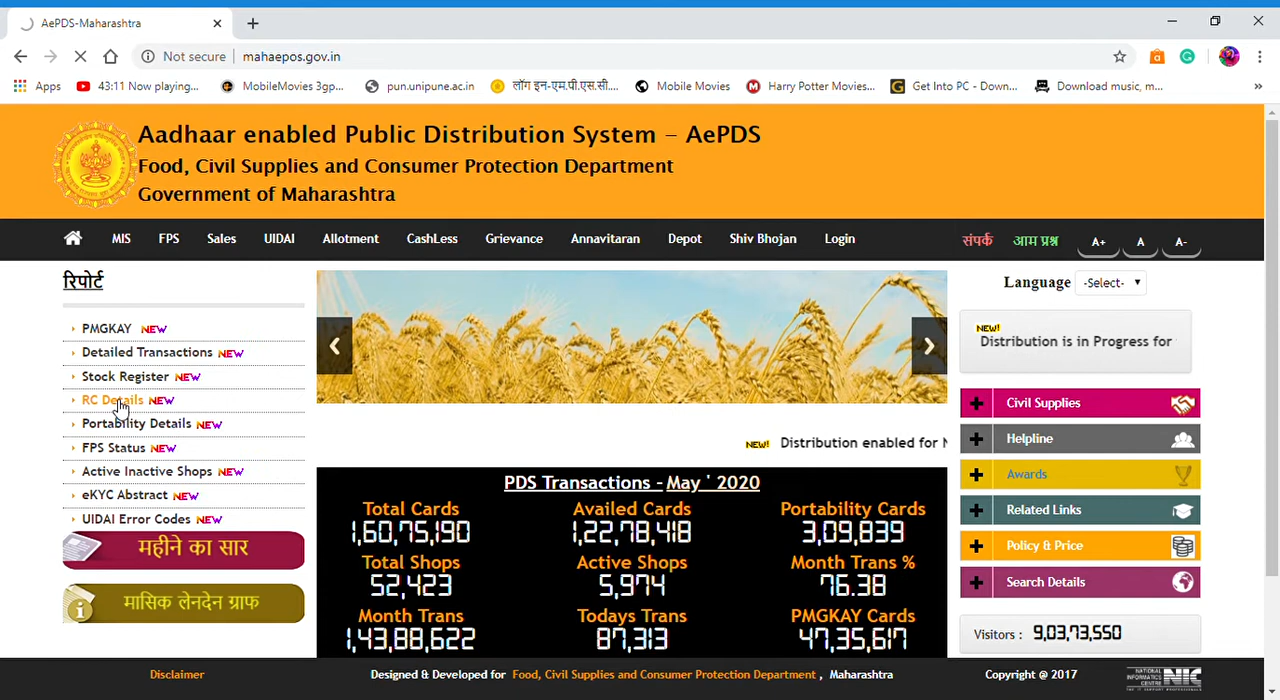 AePDS-Maharashtra
Not secure
mahaepos.gov.in
Apps
43:11 Now playing...
MobileMovies 3gp...
pun.unipune.ac.in
लॉग इन-एम.पी.एस.सी....
Mobile Movies
Harry Potter Movies...
Get Into PC - Down...
Download music, m...
»
Aadhaar enabled Public Distribution System - AePDS
Food, Civil Supplies and Consumer Protection Department
Government of Maharashtra
MIS
FPS
Sales
UIDAI
Allotment
CashLess
Grievance
Annavitaran
Depot
Shiv Bhojan
Login
संपर्क
आम प्रश्न
A+
A
A-
रिपोर्ट
PMGKAY NEW
Detailed Transactions NEW
Stock Register NEW
RC Details NEW
Portability Details NEW
FPS Status NEW
Active Inactive Shops NEW
eKYC Abstract NEW
UIDAI Error Codes NEW
महीने का सार
मासिक लेनदेन ग्राफ
NEW! Distribution enabled for
PDS Transactions - May ' 2020
Total Cards
1,60,75,190
Availed Cards
1,22,78,418
Portability Cards
3,09,839
Total Shops
52,423
Active Shops
5,974
Month Trans %
76.38
Month Trans
1,43,88,622
Todays Trans
87,313
PMGKAY Cards
47,35,617
Language -Select-
NEW!
Distribution is in Progress for
Civil Supplies
Helpline
Awards
Related Links
Policy & Price
Search Details
Visitors : 9,03,73,550
Disclaimer
Designed & Developed for Food, Civil Supplies and Consumer Protection Department , Maharashtra
Copyright @ 2017
NATIONAL
INFORMATICS
CENTRE
NIC